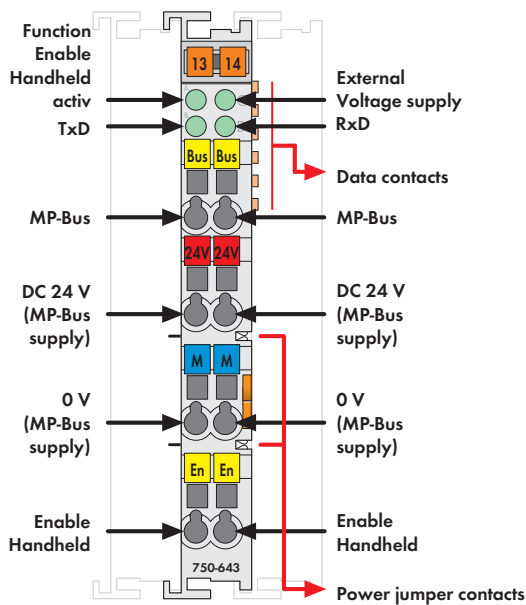 Function
Enable
Handheld
activ
TxD
13 14
External
Voltage supply
RxD
Bus Bus
Data contacts
MP-Bus
MP-Bus
24V 24V
DC 24 V
(MP-Bus
supply)
DC 24 V
(MP-Bus
supply)
M M
0 V
(MP-Bus
supply)
0 V
(MP-Bus
supply)
En En
Enable
Handheld
Enable
Handheld
750-643
Power jumper contacts